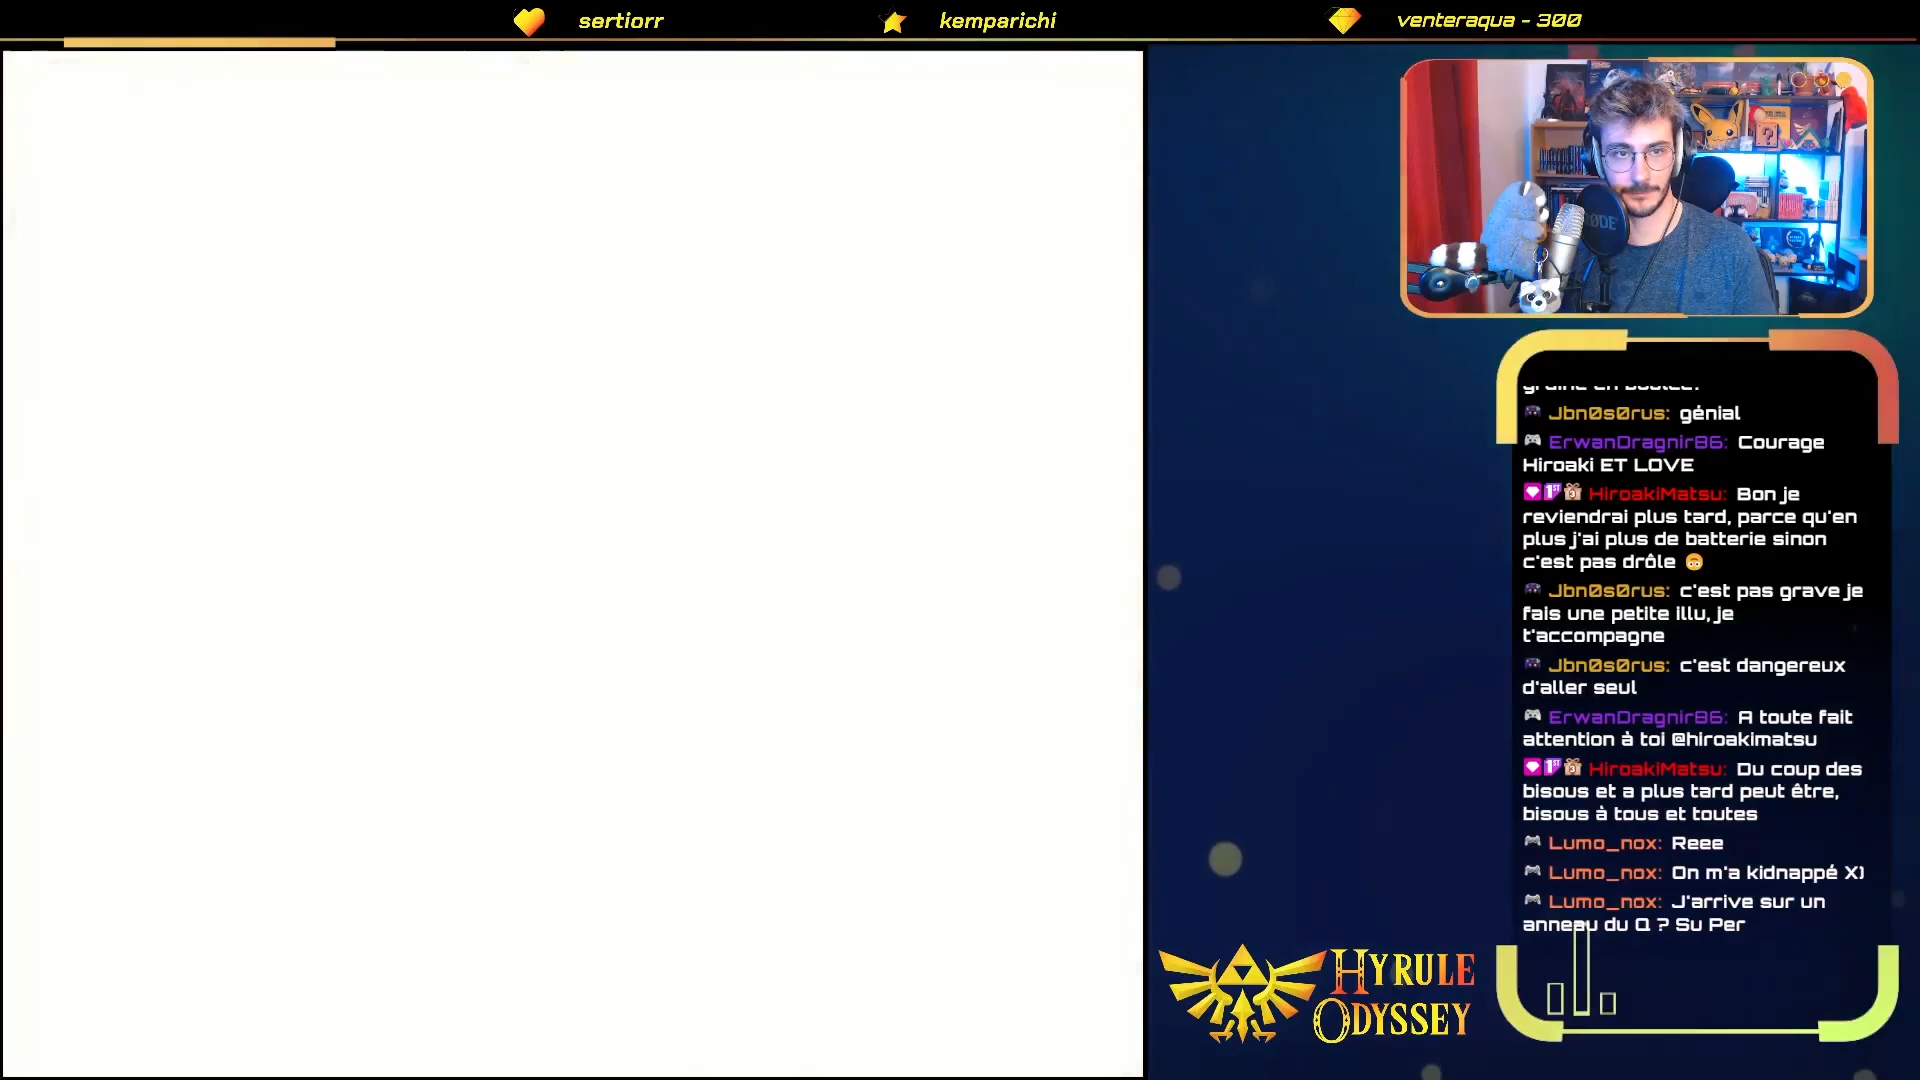 sertiorr
kemparichi
venteraqua - 300
Jbn0s0rus: génial
ErwanDragnir86: Courage
Hiroaki ET LOVE
HiroakiMatsu: Bon je
reviendrai plus tard, parce qu'en
plus j'ai plus de batterie sinon
c'est pas drôle
Jbn0s0rus: c'est pas grave je
fais une petite illu, je
t'accompagne
Jbn0s0rus: c'est dangereux
d'aller seul
ErwanDragnir86: A toute fait
attention à toi @hiroakimatsu
HiroakiMatsu: Du coup des
bisous et a plus tard peut être,
bisous à tous et toutes
Lumo_nox: Reee
Lumo_nox: On m'a kidnappé X)
Lumo_nox: J'arrive sur un
anneau du Q ? Su Per
HYRULE
ODYSSEY